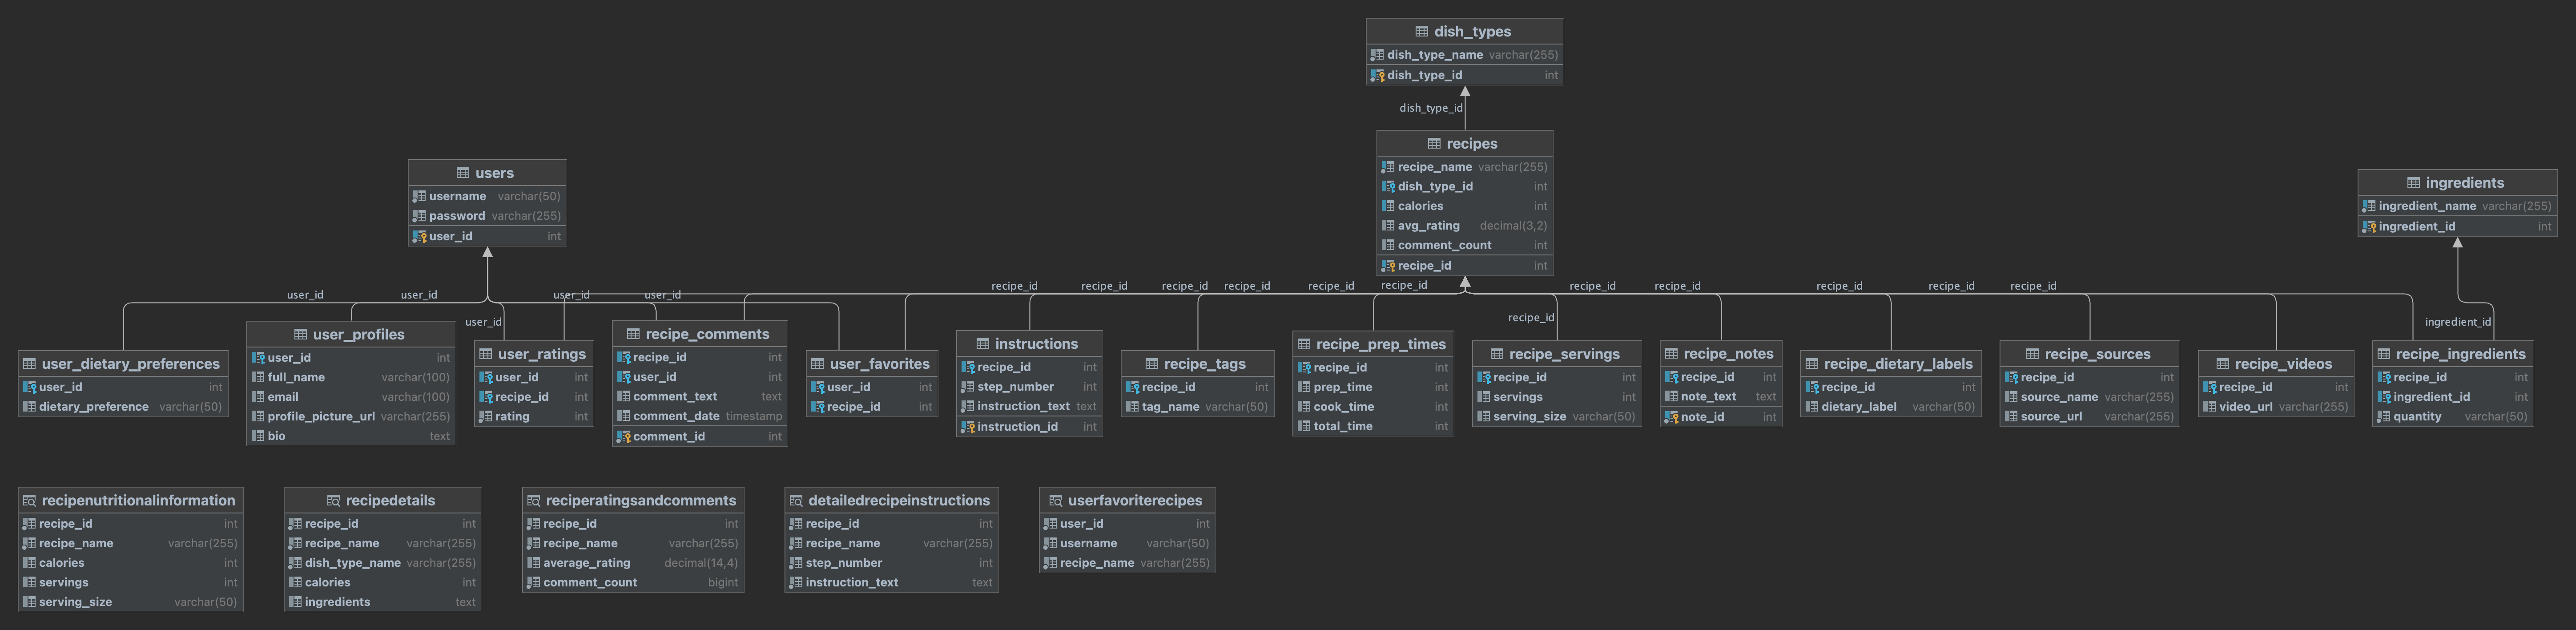 dish_types
dish_type_name varchar(255)
dish_type_id int
dish_type_id
recipes
recipe_name varchar(255)
dish_type_id int
calories int
avg_rating decimal(3,2)
comment_count int
recipe_id int
users
username varchar(50)
password varchar(255)
user_id int
ingredients
ingredient_name varchar(255)
ingredient_id int
user_id user_id user_id user_id recipe_id recipe_id recipe_id recipe_id recipe_id recipe_id recipe_id recipe_id recipe_id recipe_id recipe_id
user_id recipe_id ingredient_id
user_dietary_preferences
user_id int
dietary_preference varchar(50)
user_profiles
user_id int
full_name varchar(100)
email varchar(100)
profile_picture_url varchar(255)
bio text
user_ratings
user_id int
recipe_id int
rating int
recipe_comments
recipe_id int
user_id int
comment_text text
comment_date timestamp
comment_id int
user_favorites
user_id int
recipe_id int
instructions
recipe_id int
step_number int
instruction_text text
instruction_id int
recipe_tags
recipe_id int
tag_name varchar(50)
recipe_prep_times
recipe_id int
prep_time int
cook_time int
total_time int
recipe_servings
recipe_id int
servings int
serving_size varchar(50)
recipe_notes
recipe_id int
note_text text
note_id int
recipe_dietary_labels
recipe_id int
dietary_label varchar(50)
recipe_sources
recipe_id int
source_name varchar(255)
source_url varchar(255)
recipe_videos
recipe_id int
video_url varchar(255)
recipe_ingredients
recipe_id int
ingredient_id int
quantity varchar(50)
recipenutritionalinformation
recipe_id int
recipe_name varchar(255)
calories int
servings int
serving_size varchar(50)
recipedetails
recipe_id int
recipe_name varchar(255)
dish_type_name varchar(255)
calories int
ingredients text
reciperatingsandcomments
recipe_id int
recipe_name varchar(255)
average_rating decimal(14,4)
comment_count bigint
detailedrecipeinstructions
recipe_id int
recipe_name varchar(255)
step_number int
instruction_text text
userfavoriterecipes
user_id int
username varchar(50)
recipe_name varchar(255)